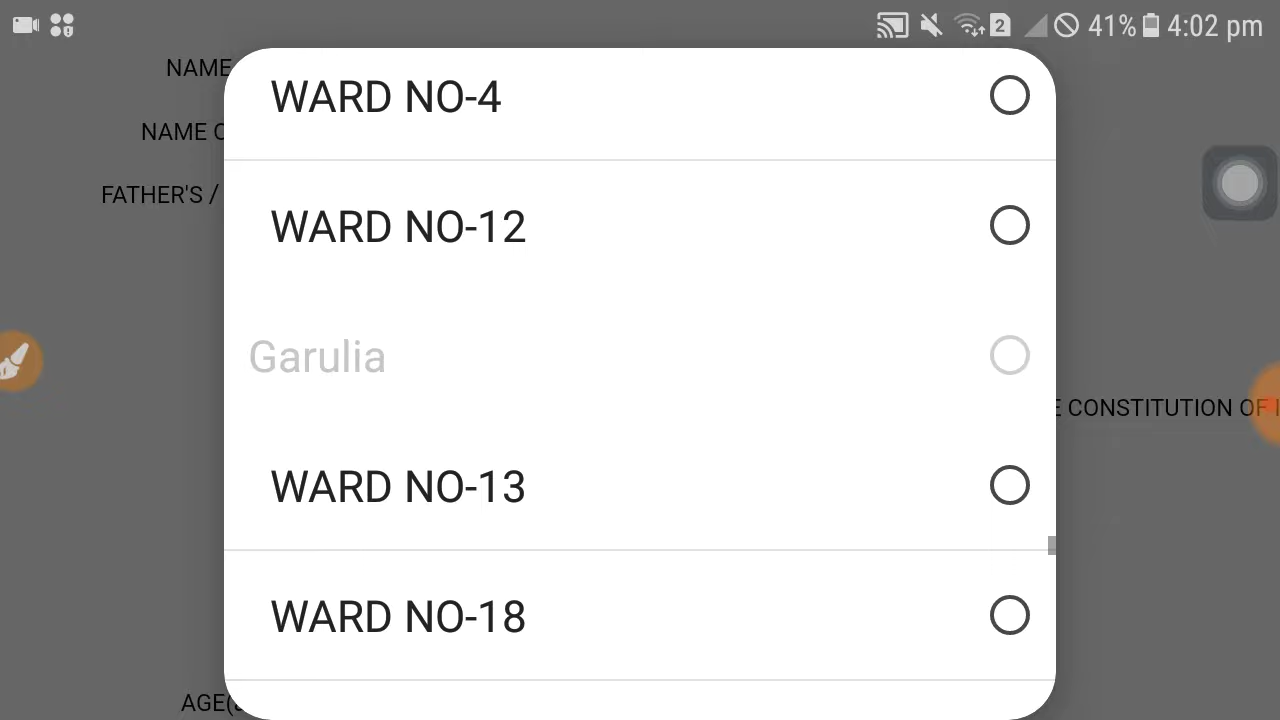 2 41% 4:02 pm
NAME
NAME
FATHER'S /
WARD NO-4
WARD NO-12
Garulia
WARD NO-13
WARD NO-18
CONSTITUTION OF
AGE(